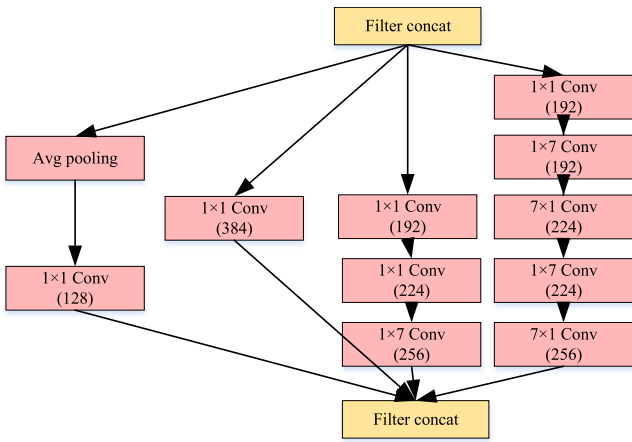 Filter concat
Avg pooling
1×1 Conv
(128)
1×1 Conv
(384)
1×1 Conv
(192)
1×1 Conv
(224)
1×7 Conv
(256)
1×1 Conv
(192)
1×7 Conv
(192)
7×1 Conv
(224)
1×7 Conv
(224)
7×1 Conv
(256)
Filter concat